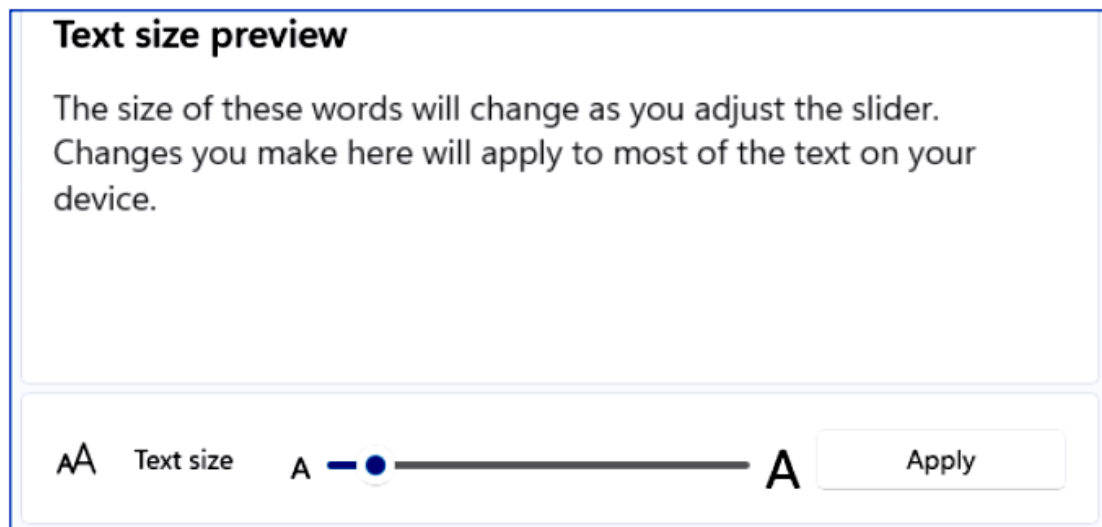 Text size preview
The size of these words will change as you adjust the slider.
Changes you make here will apply to most of the text on your
device.
AA Text size A A Apply